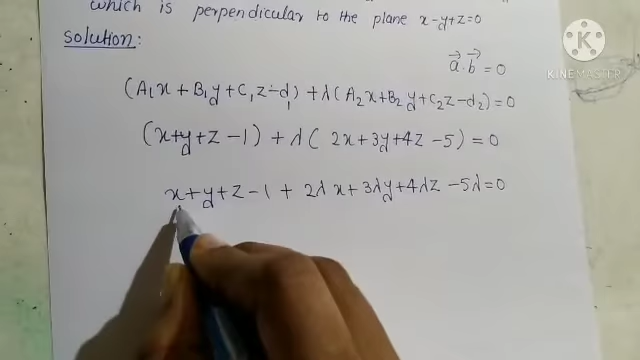 which is perpendicular to the plane x-y+z=0
Solution:
KINEMASTER
a⃗.b⃗ = 0
(A₁x + B₁y + C₁z - d₁) + λ(A₂x + B₂y + C₂z - d₂) = 0
(x+y+z-1) + λ(2x+3y+4z-5) = 0
x+y+z-1 + 2λx + 3λy + 4λz - 5λ = 0